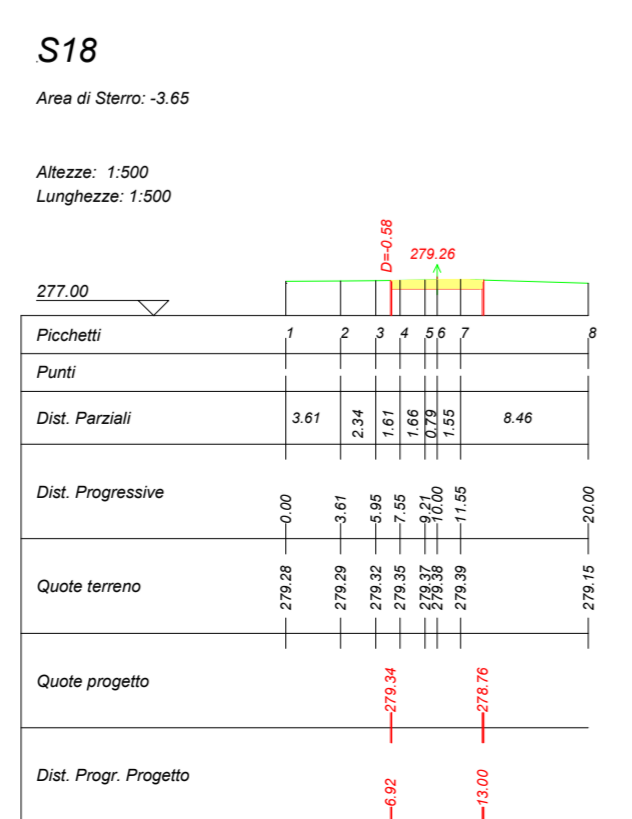 S18
Area di Sterro: -3.65
Altezze: 1:500
Lunghezze: 1:500
D=-0.58
279.26
277.00
Picchetti 1 2 3 4 5 6 7 8
Punti
Dist. Parziali 3.61 2.34 1.61 1.66 0.79 1.55 8.46
Dist. Progressive 0.00 3.61 5.95 7.55 9.21 10.00 11.55 20.00
Quote terreno 279.28 279.29 279.32 279.35 279.37 279.38 279.39 279.15
Quote progetto 279.34 278.76
Dist. Progr. Progetto 6.92 13.00